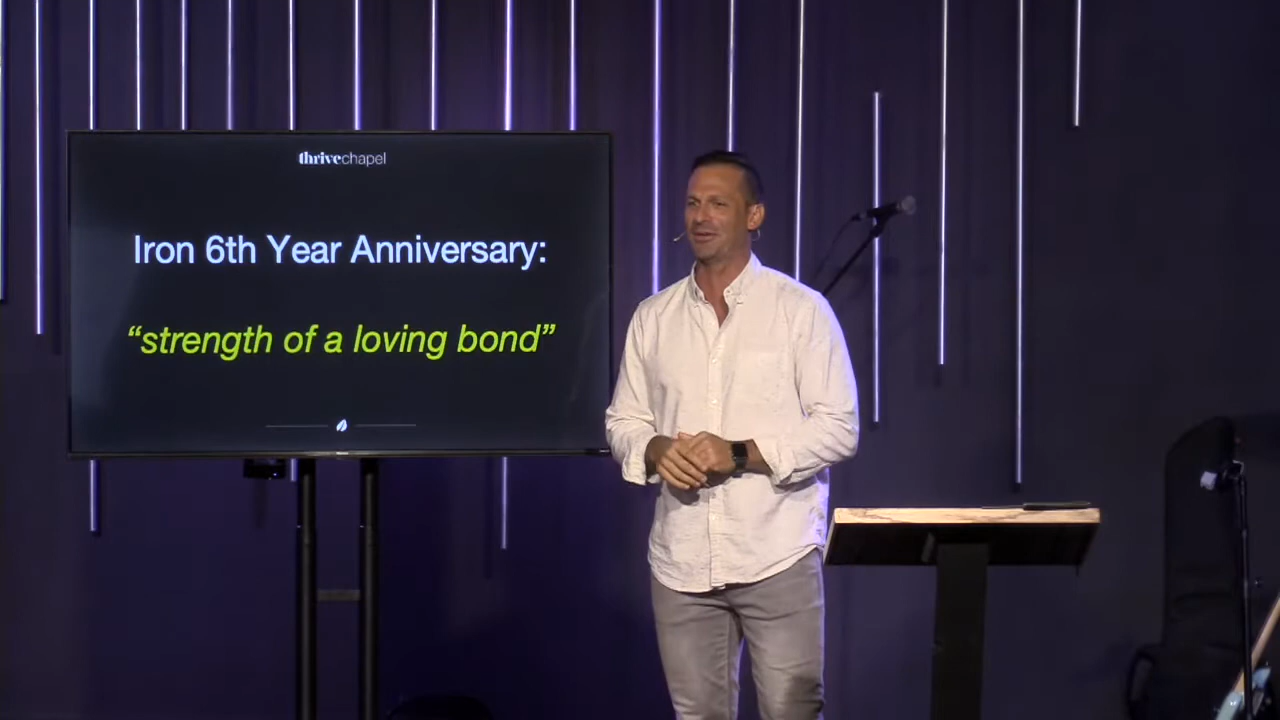 thrivechapel
Iron 6th Year Anniversary:
“strength of a loving bond”